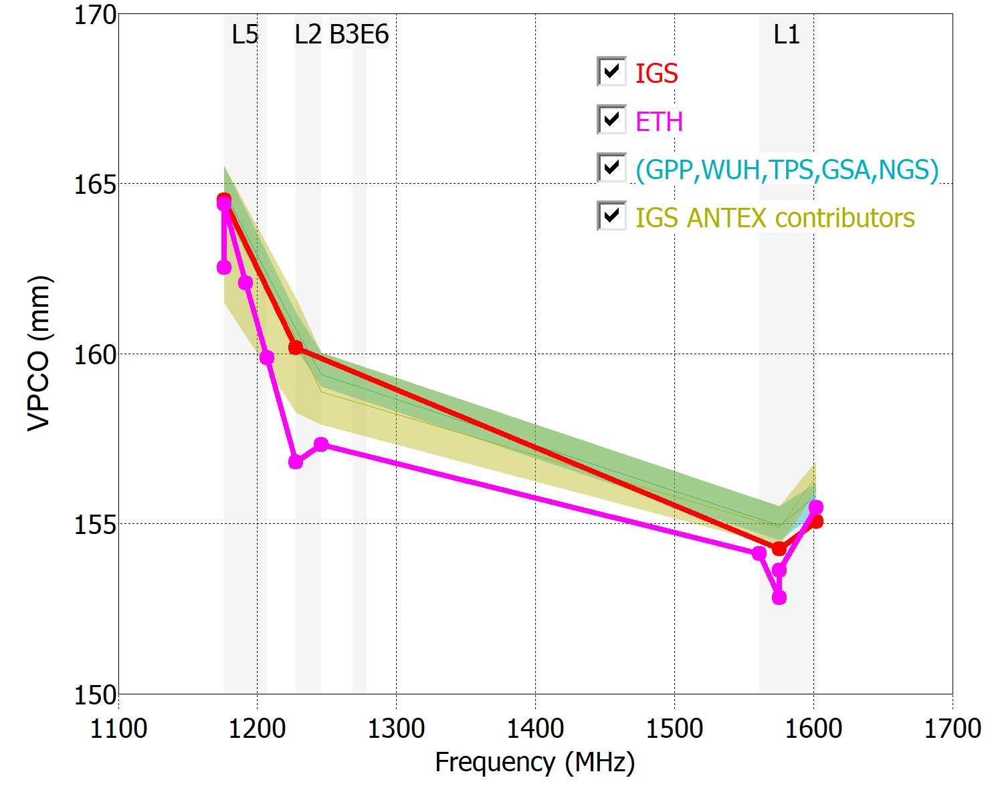 170
L5 L2 B3E6 L1
IGS
ETH
165
(GPP,WUH,TPS,GSA,NGS)
IGS ANTEX contributors
VPCO (mm)
160
155
150
1100 1200 1300 1400 1500 1600 1700
Frequency (MHz)